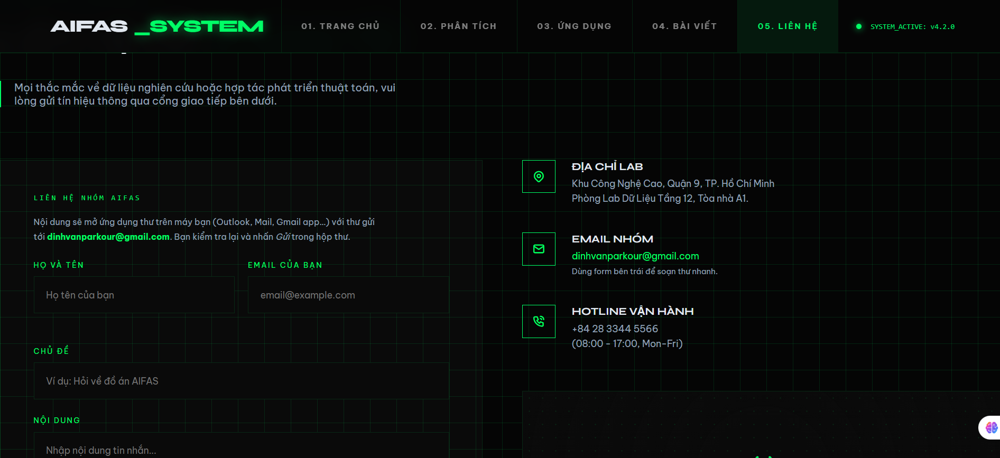 AIFAS _SYSTEM
01. TRANG CHỦ
02. PHÂN TÍCH
03. ỨNG DỤNG
04. BÀI VIẾT
05. LIÊN HỆ
SYSTEM_ACTIVE: v4.2.0
Mọi thắc mắc về dữ liệu nghiên cứu hoặc hợp tác phát triển thuật toán, vui
lòng gửi tín hiệu thông qua cổng giao tiếp bên dưới.
LIÊN HỆ NHÓM AIFAS
Nội dung sẽ mở ứng dụng thư trên máy bạn (Outlook, Mail, Gmail app...) với thư gửi
tới dinhvanparkour@gmail.com. Bạn kiểm tra lại và nhấn Gửi trong hộp thư.
HỌ VÀ TÊN
Họ tên của bạn
EMAIL CỦA BẠN
email@example.com
CHỦ ĐỀ
Ví dụ: Hỏi về đồ án AIFAS
NỘI DUNG
Nhập nội dung tin nhắn...
ĐỊA CHỈ LAB
Khu Công Nghệ Cao, Quận 9, TP. Hồ Chí Minh
Phòng Lab Dữ Liệu Tầng 12, Tòa nhà A1.
EMAIL NHÓM
dinhvanparkour@gmail.com
Dùng form bên trái để soạn thư nhanh.
HOTLINE VẬN HÀNH
+84 28 3344 5566
(08:00 - 17:00, Mon-Fri)